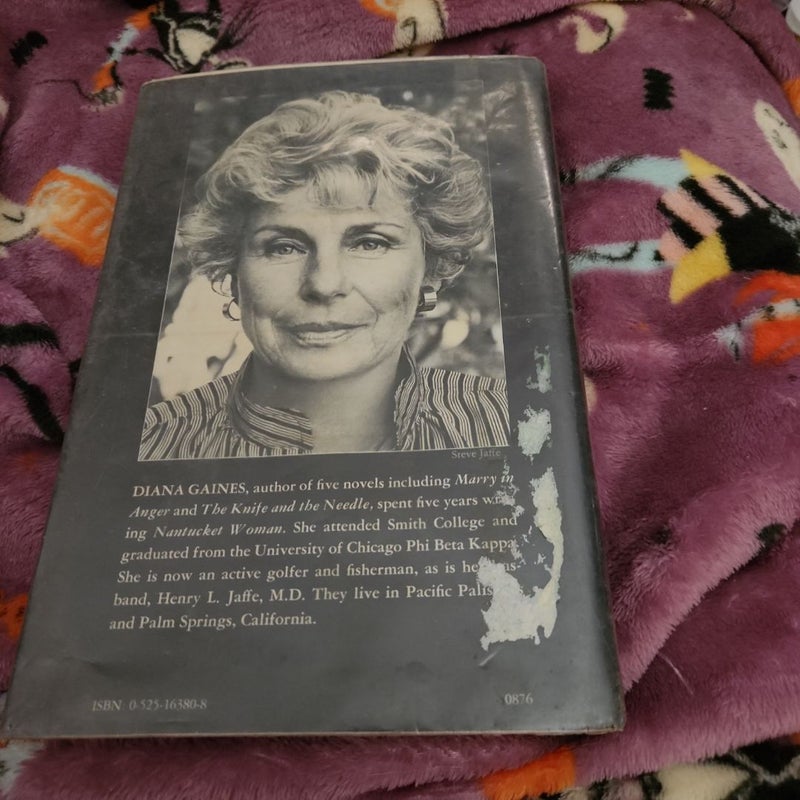 Steve Jaffe
DIANA GAINES, author of five novels including Marry in
Anger and The Knife and the Needle, spent five years
ing Nantucket Woman. She attended Smith College and
graduated from the University of Chicago Phi Beta Kappa.
She is now an active golfer and fisherman, as is
band, Henry L. Jaffe, M.D. They live in Pacific
and Palm Springs, California.
ISBN: 0-525-16380-8
0876